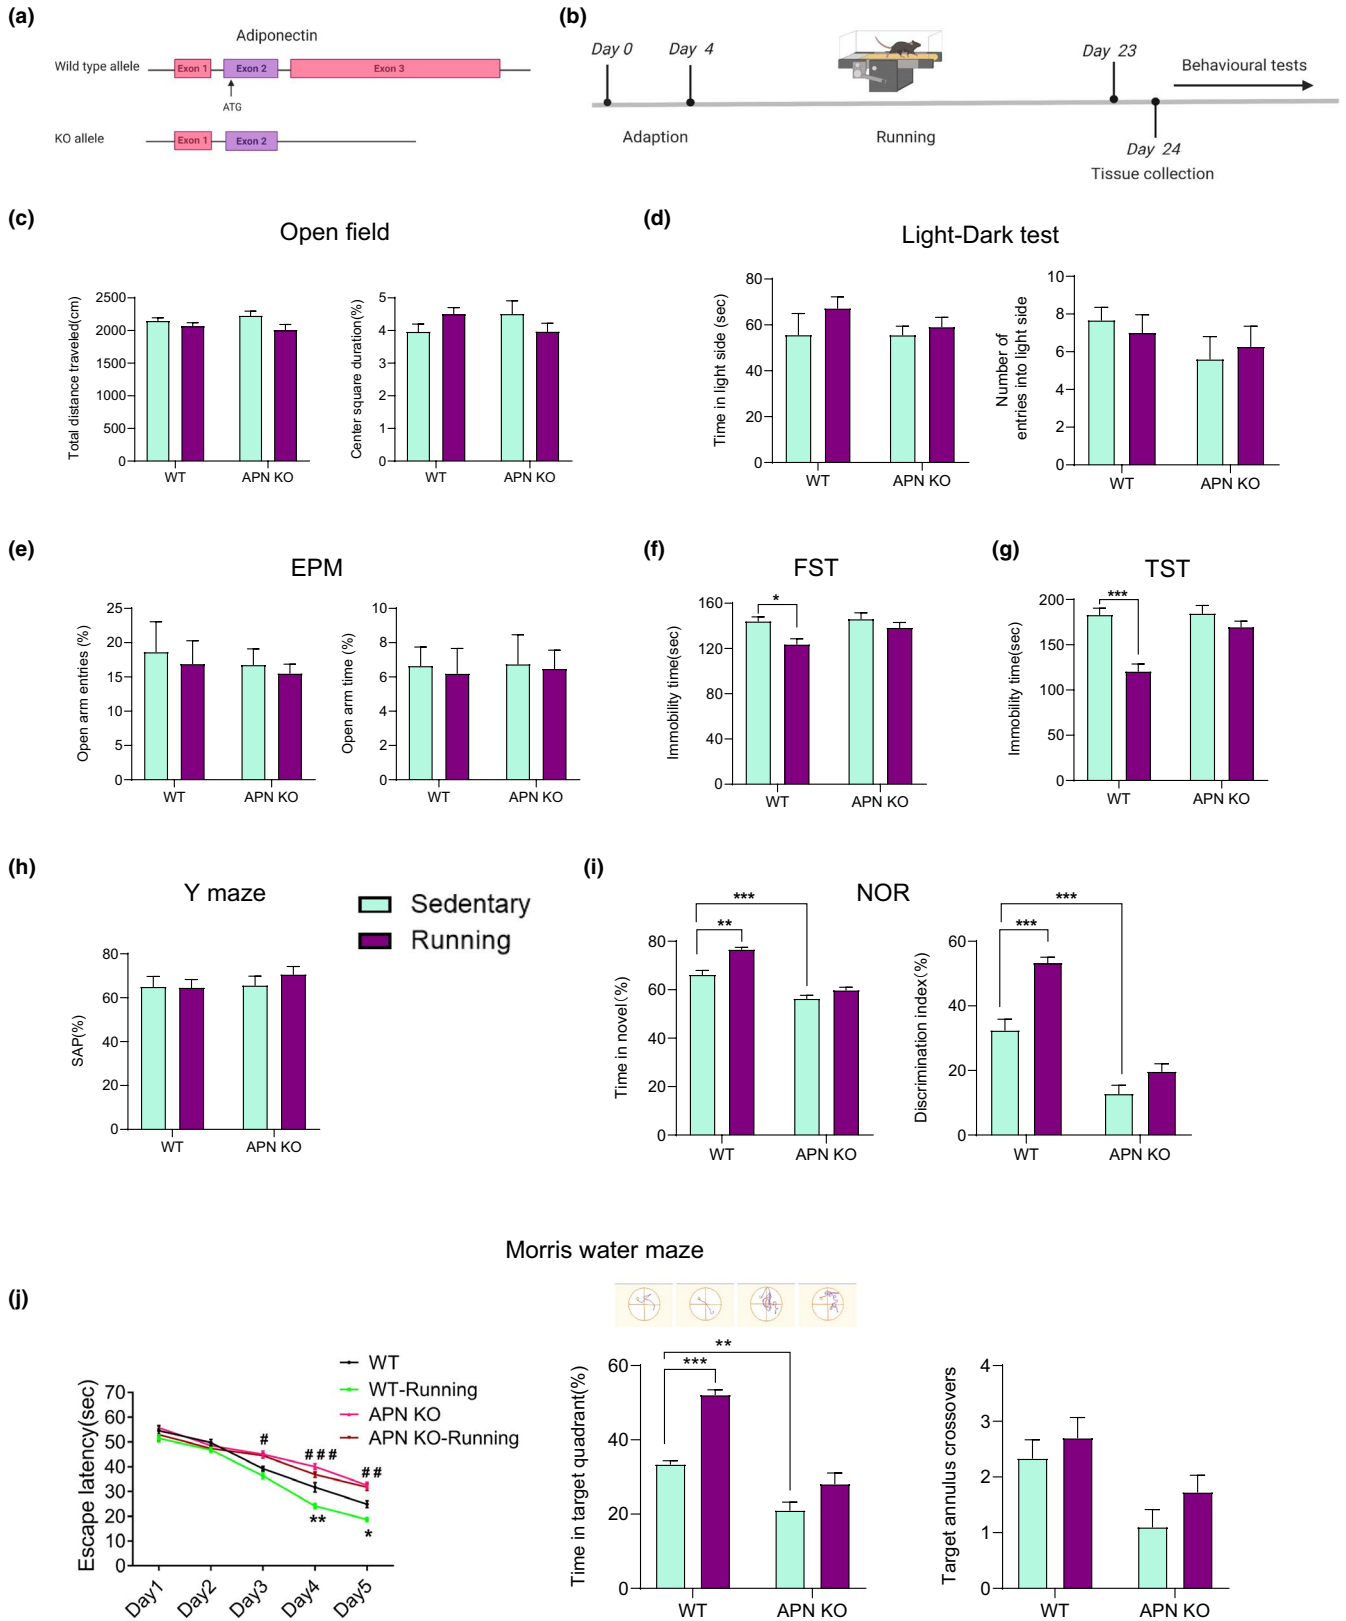 (a)
Adiponectin
Wild type allele
Exon 1
Exon 2
Exon 3
ATG
KO allele
Exon 1
Exon 2
(b)
Day 0
Day 4
Day 23
Behavioural tests
Adaption
Running
Day 24
Tissue collection
(c)
Open field
Total distance traveled(cm)
2500
2000
1500
1000
500
0
WT
APN KO
Center square duration(%)
5
4
3
2
1
0
WT
APN KO
(d)
Light-Dark test
Time in light side (sec)
80
60
40
20
0
WT
APN KO
Number of
entries into light side
10
8
6
4
2
0
WT
APN KO
(e)
EPM
Open arm entries (%)
25
20
15
10
5
0
WT
APN KO
Open arm time (%)
10
8
6
4
2
0
WT
APN KO
(f)
FST
Immobility time(sec)
160
120
80
40
0
*
WT
APN KO
(g)
TST
Immobility time(sec)
200
150
100
50
0
***
WT
APN KO
(h)
Y maze
SAP(%)
80
60
40
20
0
WT
APN KO
Sedentary
Running
(i)
NOR
Time in novel(%)
80
60
40
20
0
***
**
WT
APN KO
Discrimination index(%)
60
40
20
0
***
***
WT
APN KO
Morris water maze
(j)
Escape latency(sec)
70
60
50
40
30
20
10
0
WT
WT-Running
APN KO
APN KO-Running
#
###
##
**
*
Day1
Day2
Day3
Day4
Day5
Time in target quadrant(%)
60
40
20
0
**
***
WT
APN KO
Target annulus crossovers
4
3
2
1
0
WT
APN KO